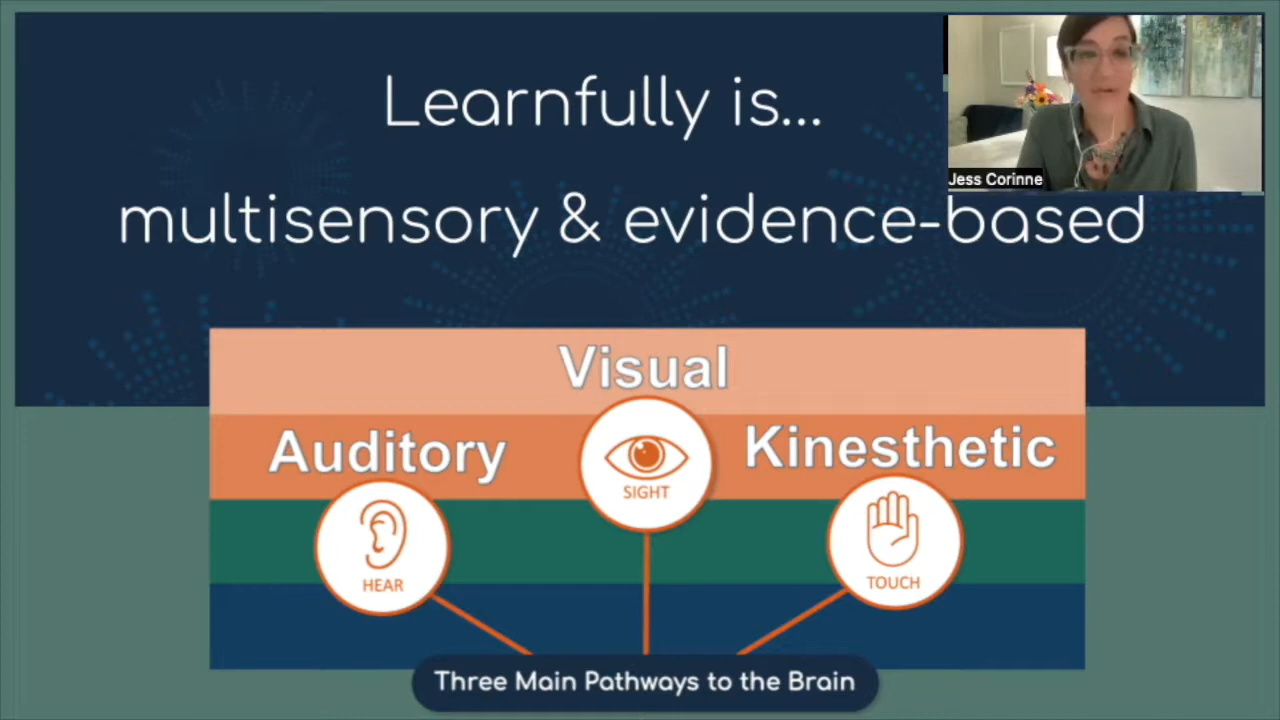 Learnfully is...
multisensory & evidence-based
Jess Corinne
Visual
Auditory
Kinesthetic
SIGHT
HEAR
TOUCH
Three Main Pathways to the Brain